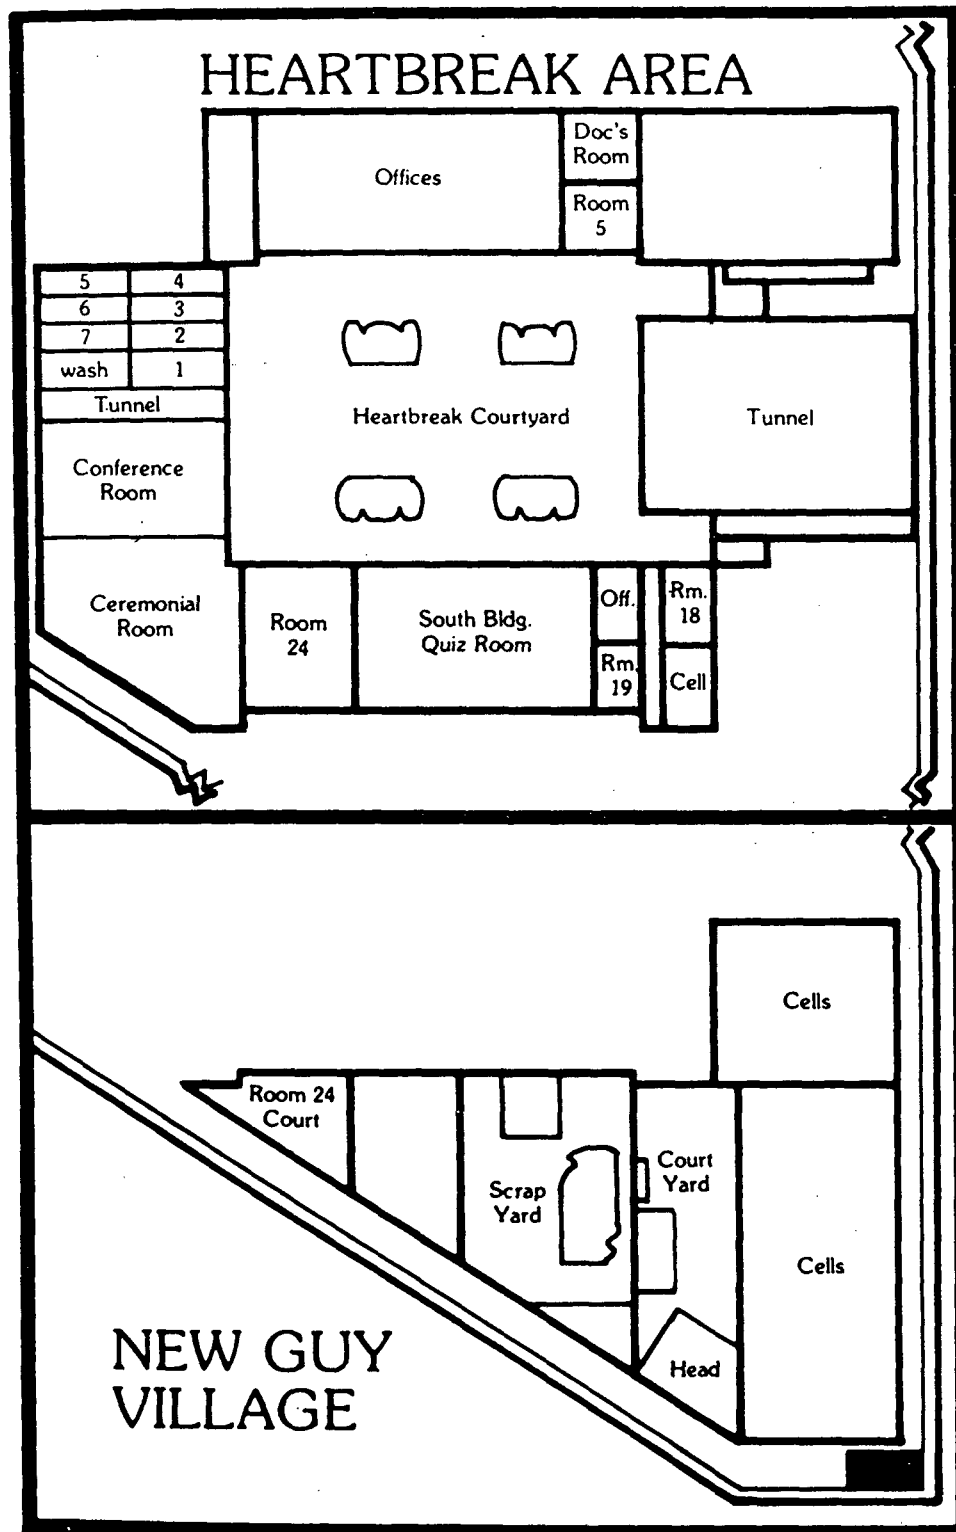 HEARTBREAK AREA
Doc's
Room
Offices
Room
5
5 4
6 3
7 2
wash 1
Tunnel
Heartbreak Courtyard
Tunnel
Conference
Room
Ceremonial
Room
Room
24
South Bldg.
Quiz Room
Off.
Rm.
18
Rm.
19
Cell
Cells
Room 24
Court
Scrap
Yard
Court
Yard
Cells
Head
NEW GUY
VILLAGE